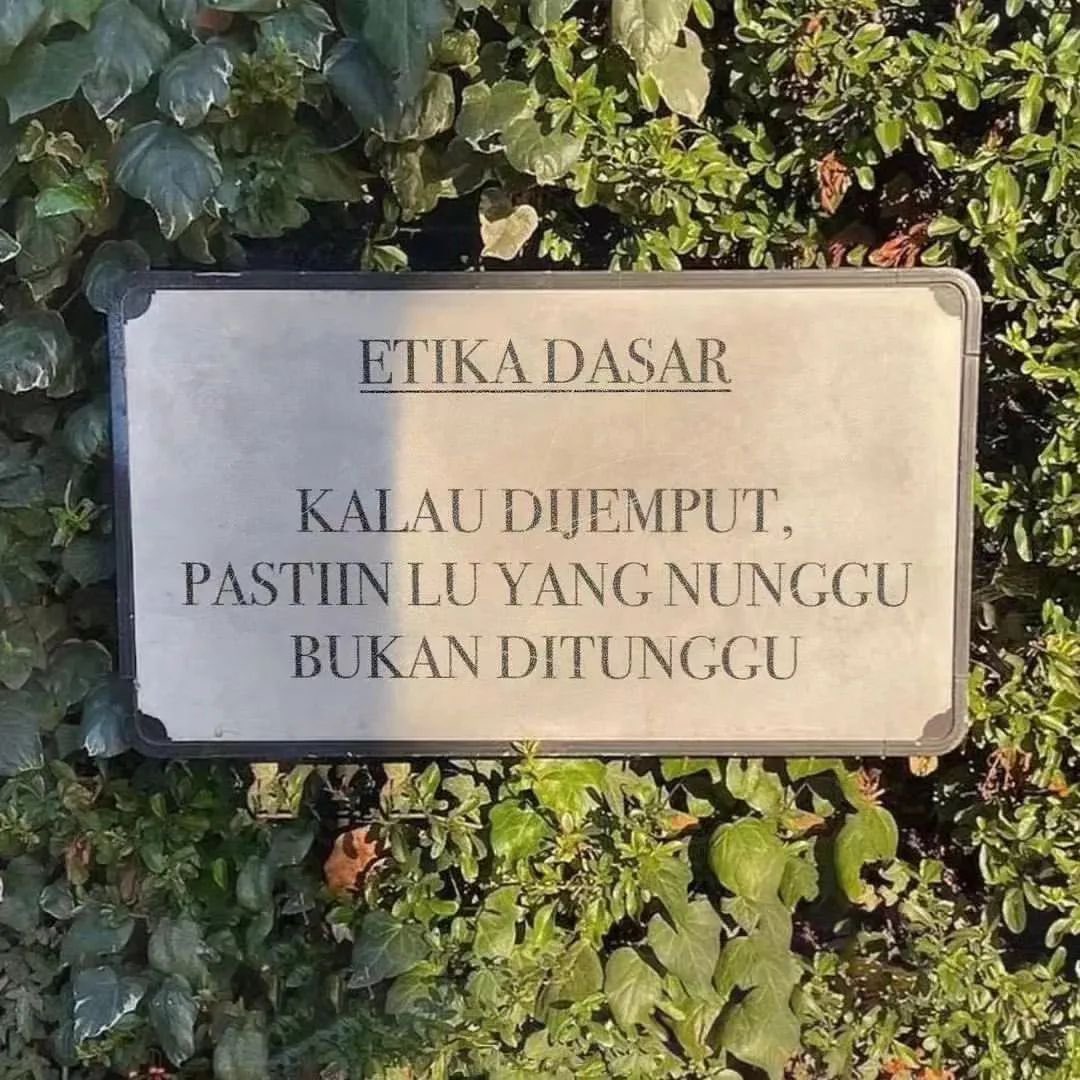 ETIKA DASAR
KALAU DIJEMPUT,
PASTIIN LU YANG NUNGGU
BUKAN DITUNGGU